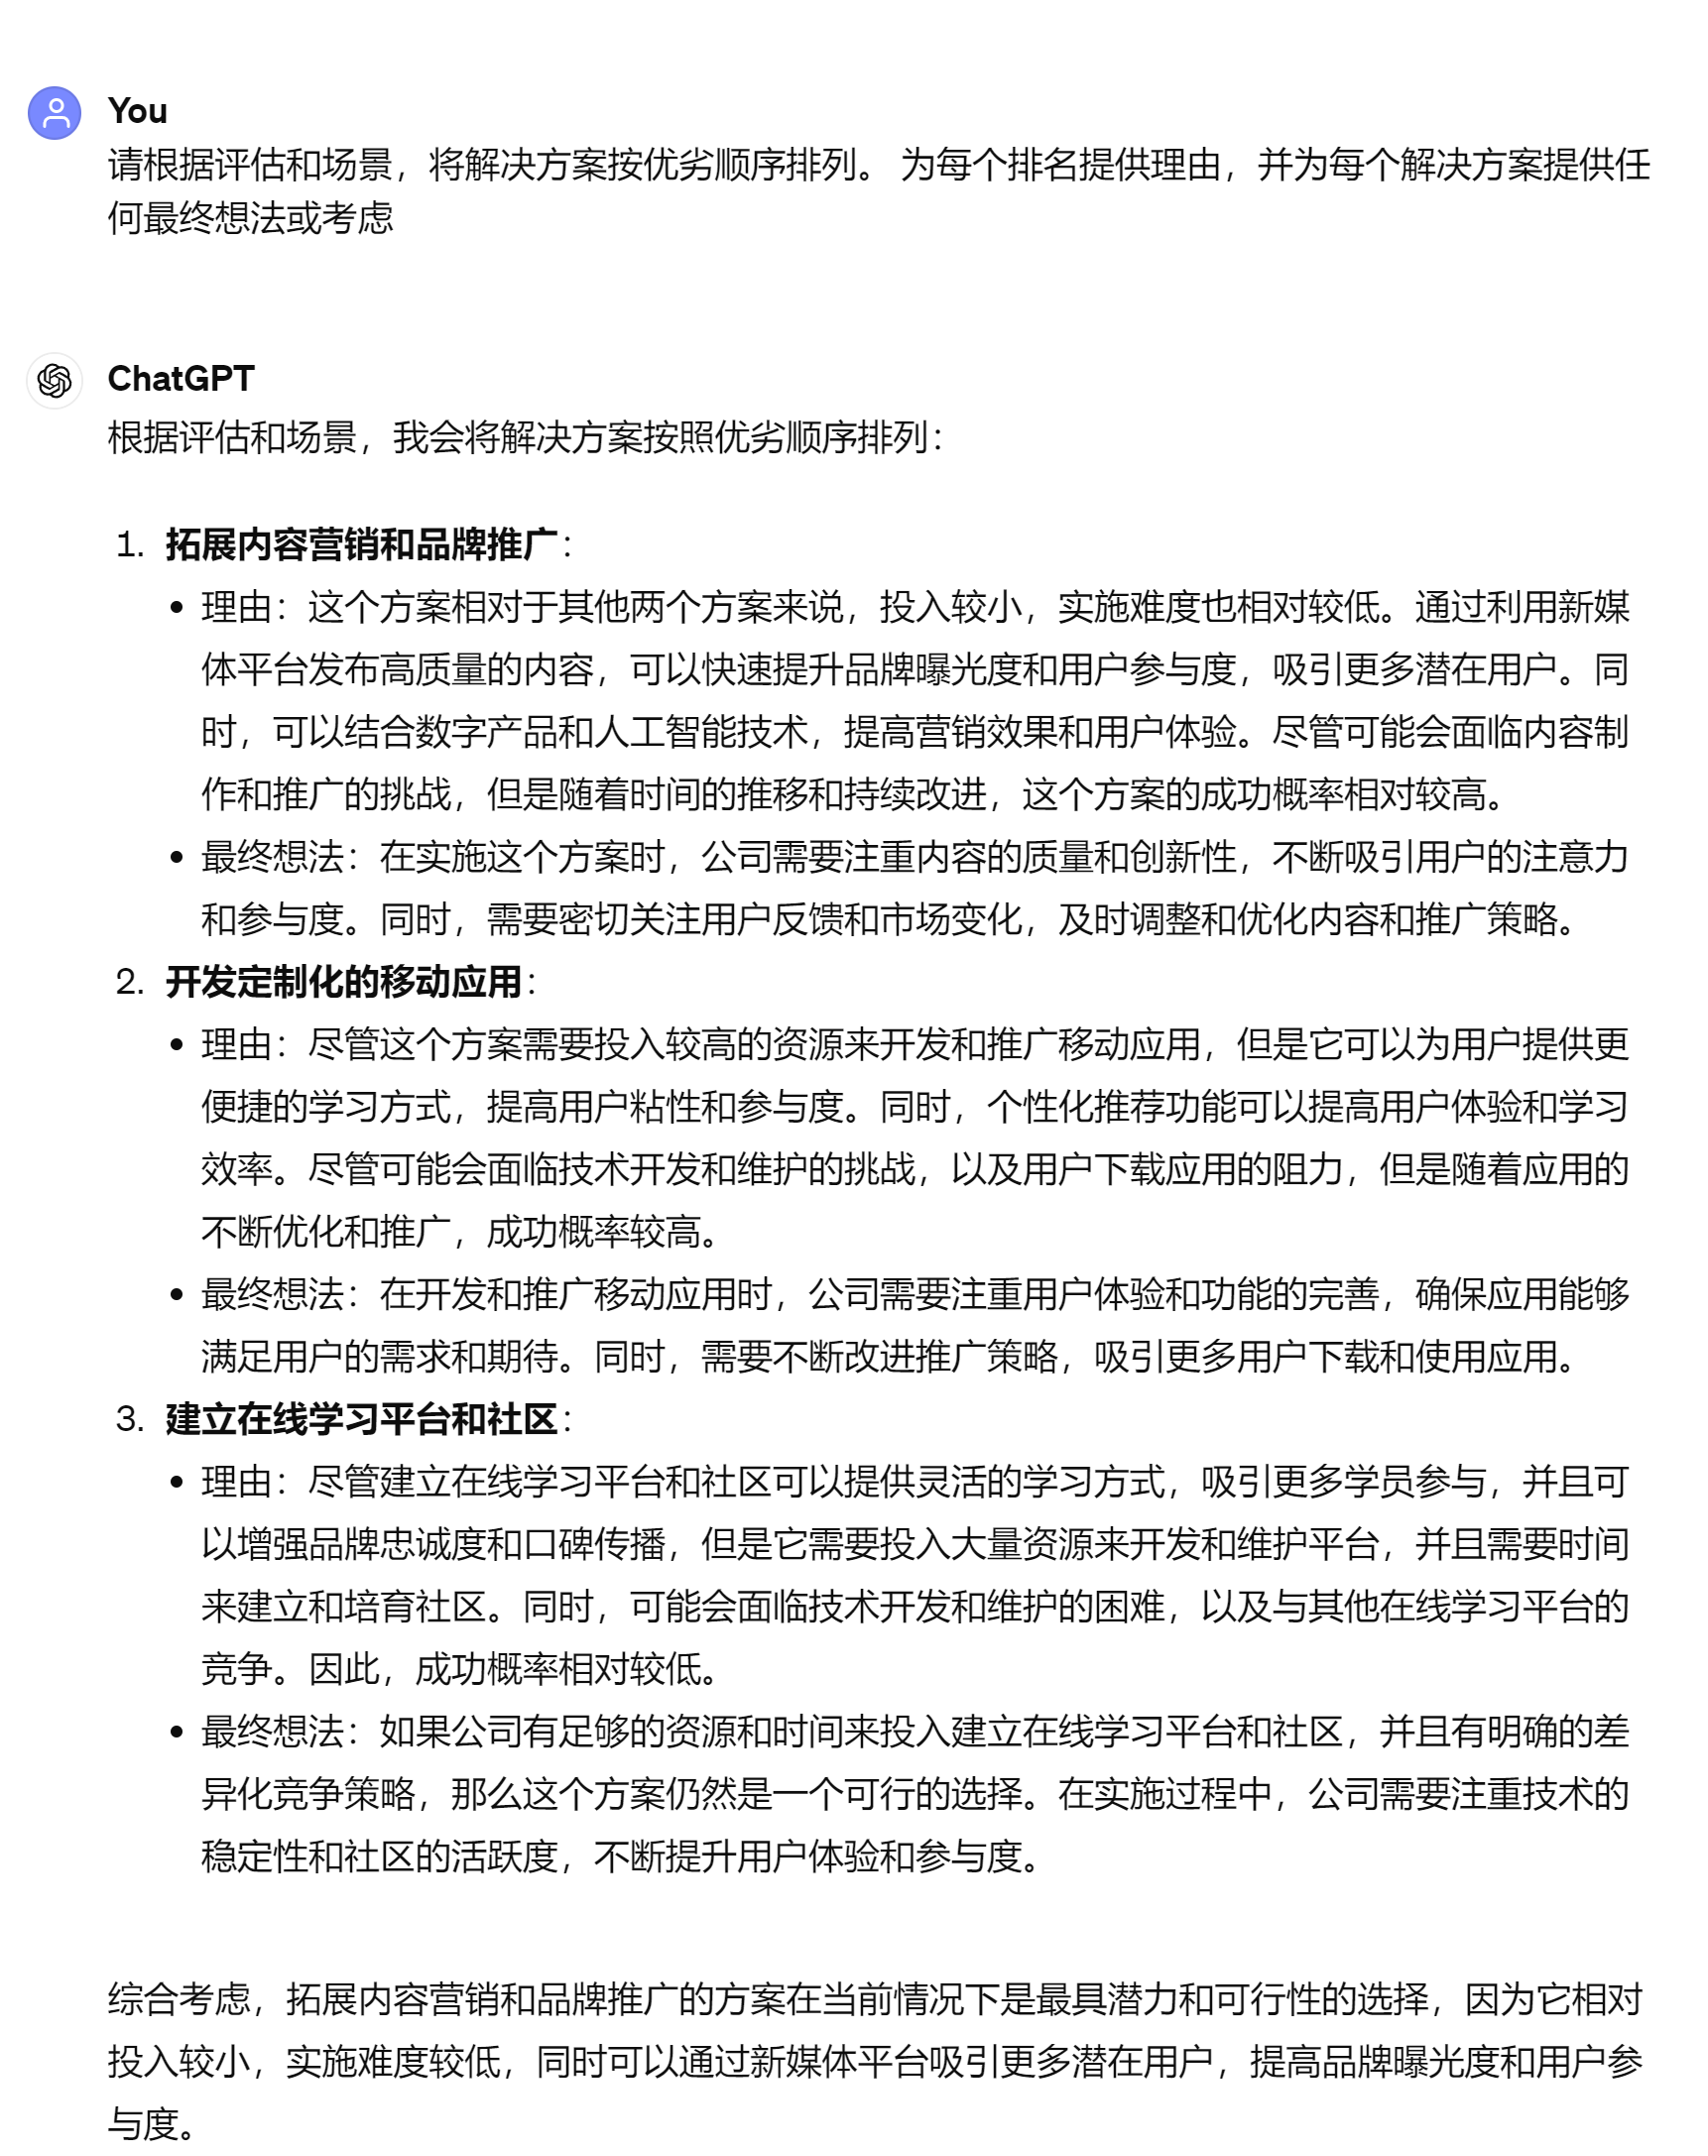 You
请根据评估和场景，将解决方案按优劣顺序排列。 为每个排名提供理由，并为每个解决方案提供任
何最终想法或考虑
ChatGPT
根据评估和场景，我会将解决方案按照优劣顺序排列：
1. 拓展内容营销和品牌推广：
• 理由：这个方案相对于其他两个方案来说，投入较小，实施难度也相对较低。通过利用新媒
体平台发布高质量的内容，可以快速提升品牌曝光度和用户参与度，吸引更多潜在用户。同
时，可以结合数字产品和人工智能技术，提高营销效果和用户体验。尽管可能会面临内容制
作和推广的挑战，但是随着时间的推移和持续改进，这个方案的成功概率相对较高。
• 最终想法：在实施这个方案时，公司需要注重内容的质量和创新性，不断吸引用户的注意力
和参与度。同时，需要密切关注用户反馈和市场变化，及时调整和优化内容和推广策略。
2. 开发定制化的移动应用：
• 理由：尽管这个方案需要投入较高的资源来开发和推广移动应用，但是它可以为用户提供更
便捷的学习方式，提高用户粘性和参与度。同时，个性化推荐功能可以提高用户体验和学习
效率。尽管可能会面临技术开发和维护的挑战，以及用户下载应用的阻力，但是随着应用的
不断优化和推广，成功概率较高。
• 最终想法：在开发和推广移动应用时，公司需要注重用户体验和功能的完善，确保应用能够
满足用户的需求和期待。同时，需要不断改进推广策略，吸引更多用户下载和使用应用。
3. 建立在线学习平台和社区：
• 理由：尽管建立在线学习平台和社区可以提供灵活的学习方式，吸引更多学员参与，并且可
以增强品牌忠诚度和口碑传播，但是它需要投入大量资源来开发和维护平台，并且需要时间
来建立和培育社区。同时，可能会面临技术开发和维护的困难，以及与其他在线学习平台的
竞争。因此，成功概率相对较低。
• 最终想法：如果公司有足够的资源和时间来投入建立在线学习平台和社区，并且有明确的差
异化竞争策略，那么这个方案仍然是一个可行的选择。在实施过程中，公司需要注重技术的
稳定性和社区的活跃度，不断提升用户体验和参与度。
综合考虑，拓展内容营销和品牌推广的方案在当前情况下是最具潜力和可行性的选择，因为它相对
投入较小，实施难度较低，同时可以通过新媒体平台吸引更多潜在用户，提高品牌曝光度和用户参
与度。